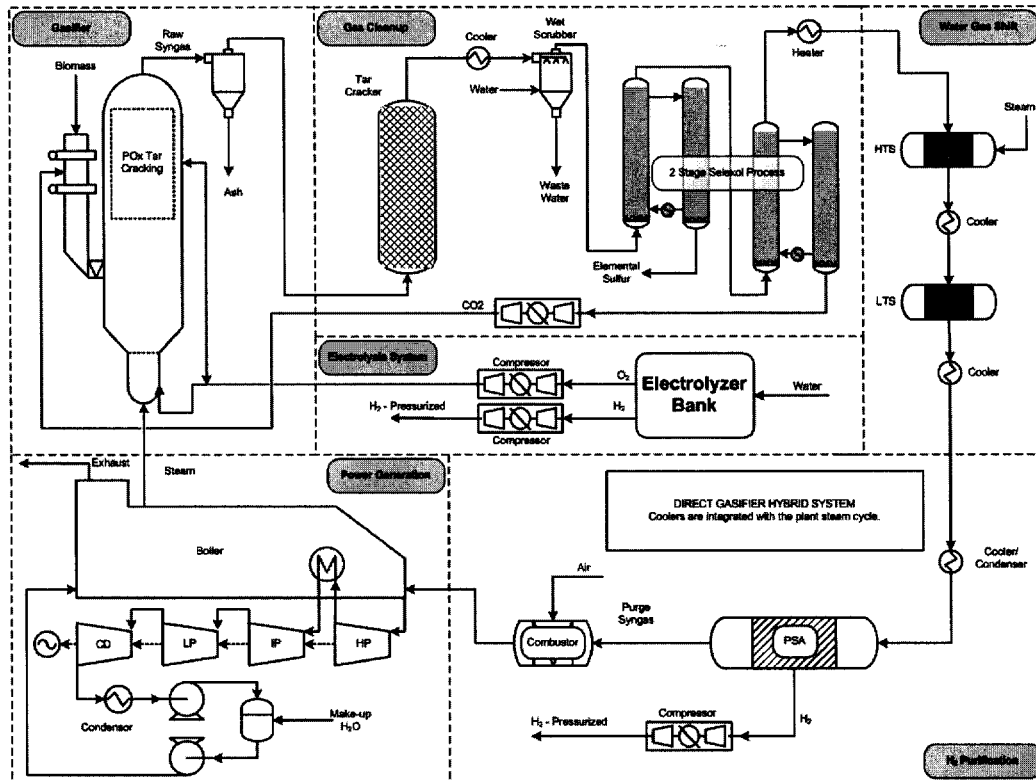 Gasifier
Raw
Syngas
Biomass
POx Tar
Cracking
Ash
Gas Cleanup
Cooler
Wet
Scrubber
Tar
Cracker
Water
Waste
Water
2 Stage Selexol Process
Elemental
Sulfur
CO2
Heater
Water Gas Shift
Steam
HTS
Cooler
LTS
Cooler
Electrolysis System
Compressor
O₂
H₂ - Pressurized
H₂
Compressor
Electrolyzer
Bank
Water
Exhaust
Steam
Power Generation
Boiler
CD
LP
IP
HP
Condensor
Make-up
H₂O
DIRECT GASIFIER HYBRID SYSTEM
Coolers are integrated with the plant steam cycle.
Cooler/
Condenser
Air
Purge
Syngas
Combustor
PSA
H₂ - Pressurized
Compressor
H₂
H₂ Purification